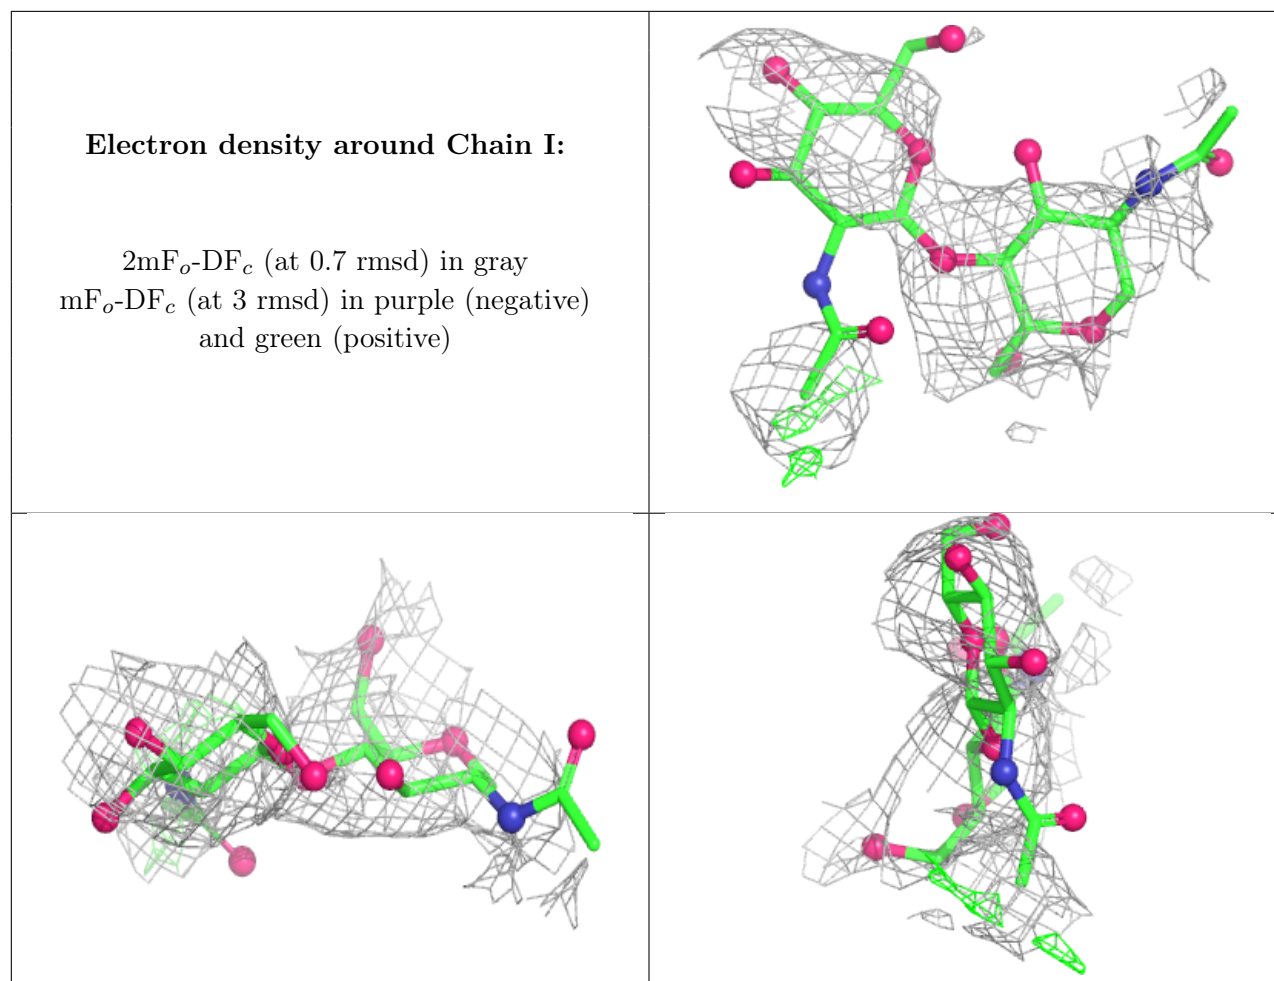 Electron density around Chain I:
2mFo-DFc (at 0.7 rmsd) in gray
mFo-DFc (at 3 rmsd) in purple (negative)
and green (positive)